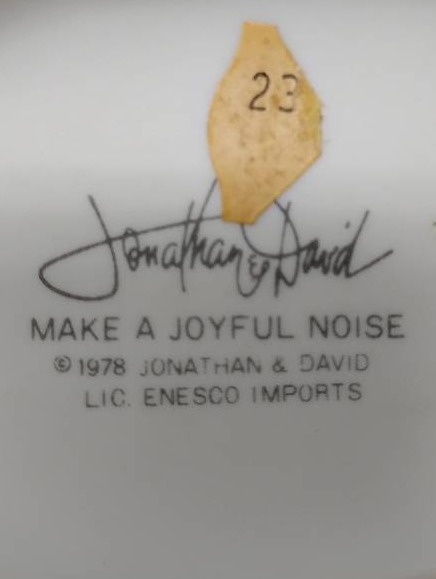 23
Jonathan & David
MAKE A JOYFUL NOISE
© 1978 JONATHAN & DAVID
LIC. ENESCO IMPORTS